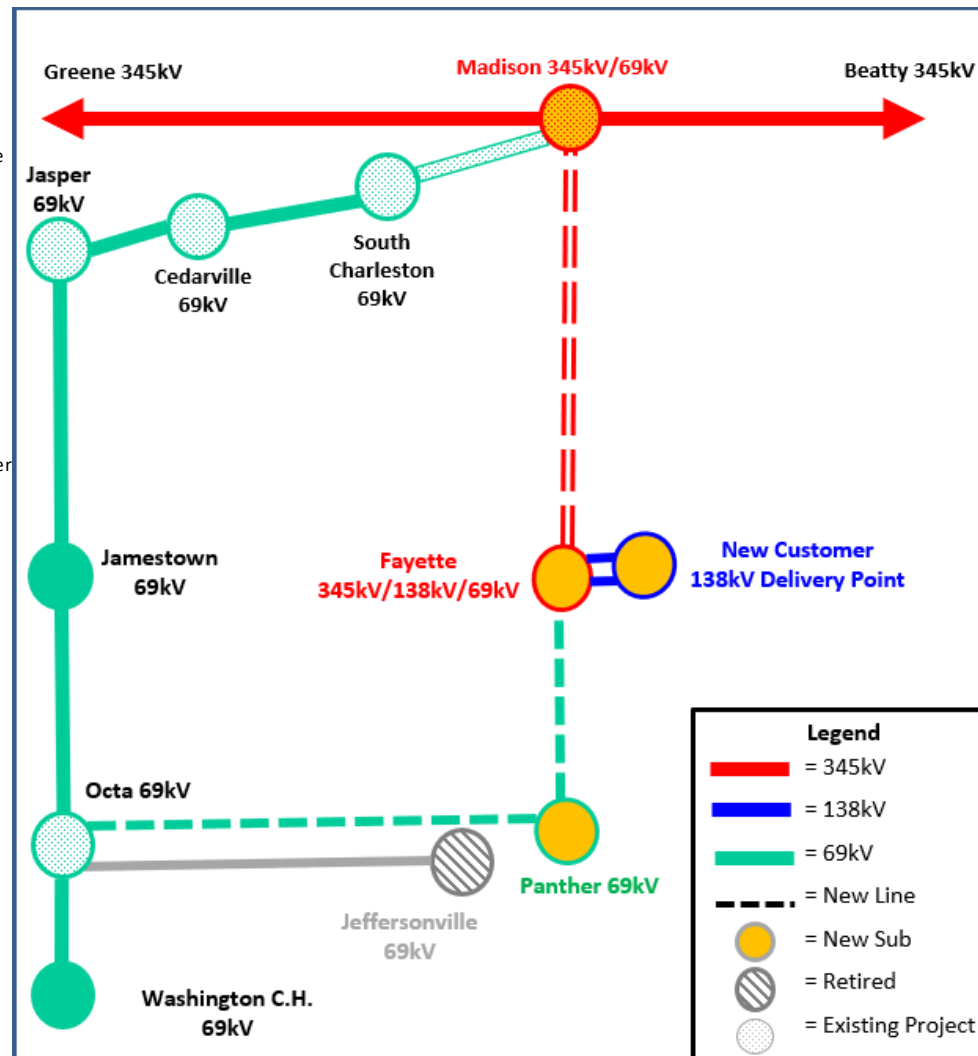 Greene 345kV
Madison 345kV/69kV
Beatty 345kV
e
Jasper
69kV
Cedarville
69kV
South
Charleston
69kV
er
Jamestown
69kV
Fayette
345kV/138kV/69kV
New Customer
138kV Delivery Point
Octa 69kV
Panther 69kV
Jeffersonville
69kV
Washington C.H.
69kV
Legend
= 345kV
= 138kV
= 69kV
= New Line
= New Sub
= Retired
= Existing Project